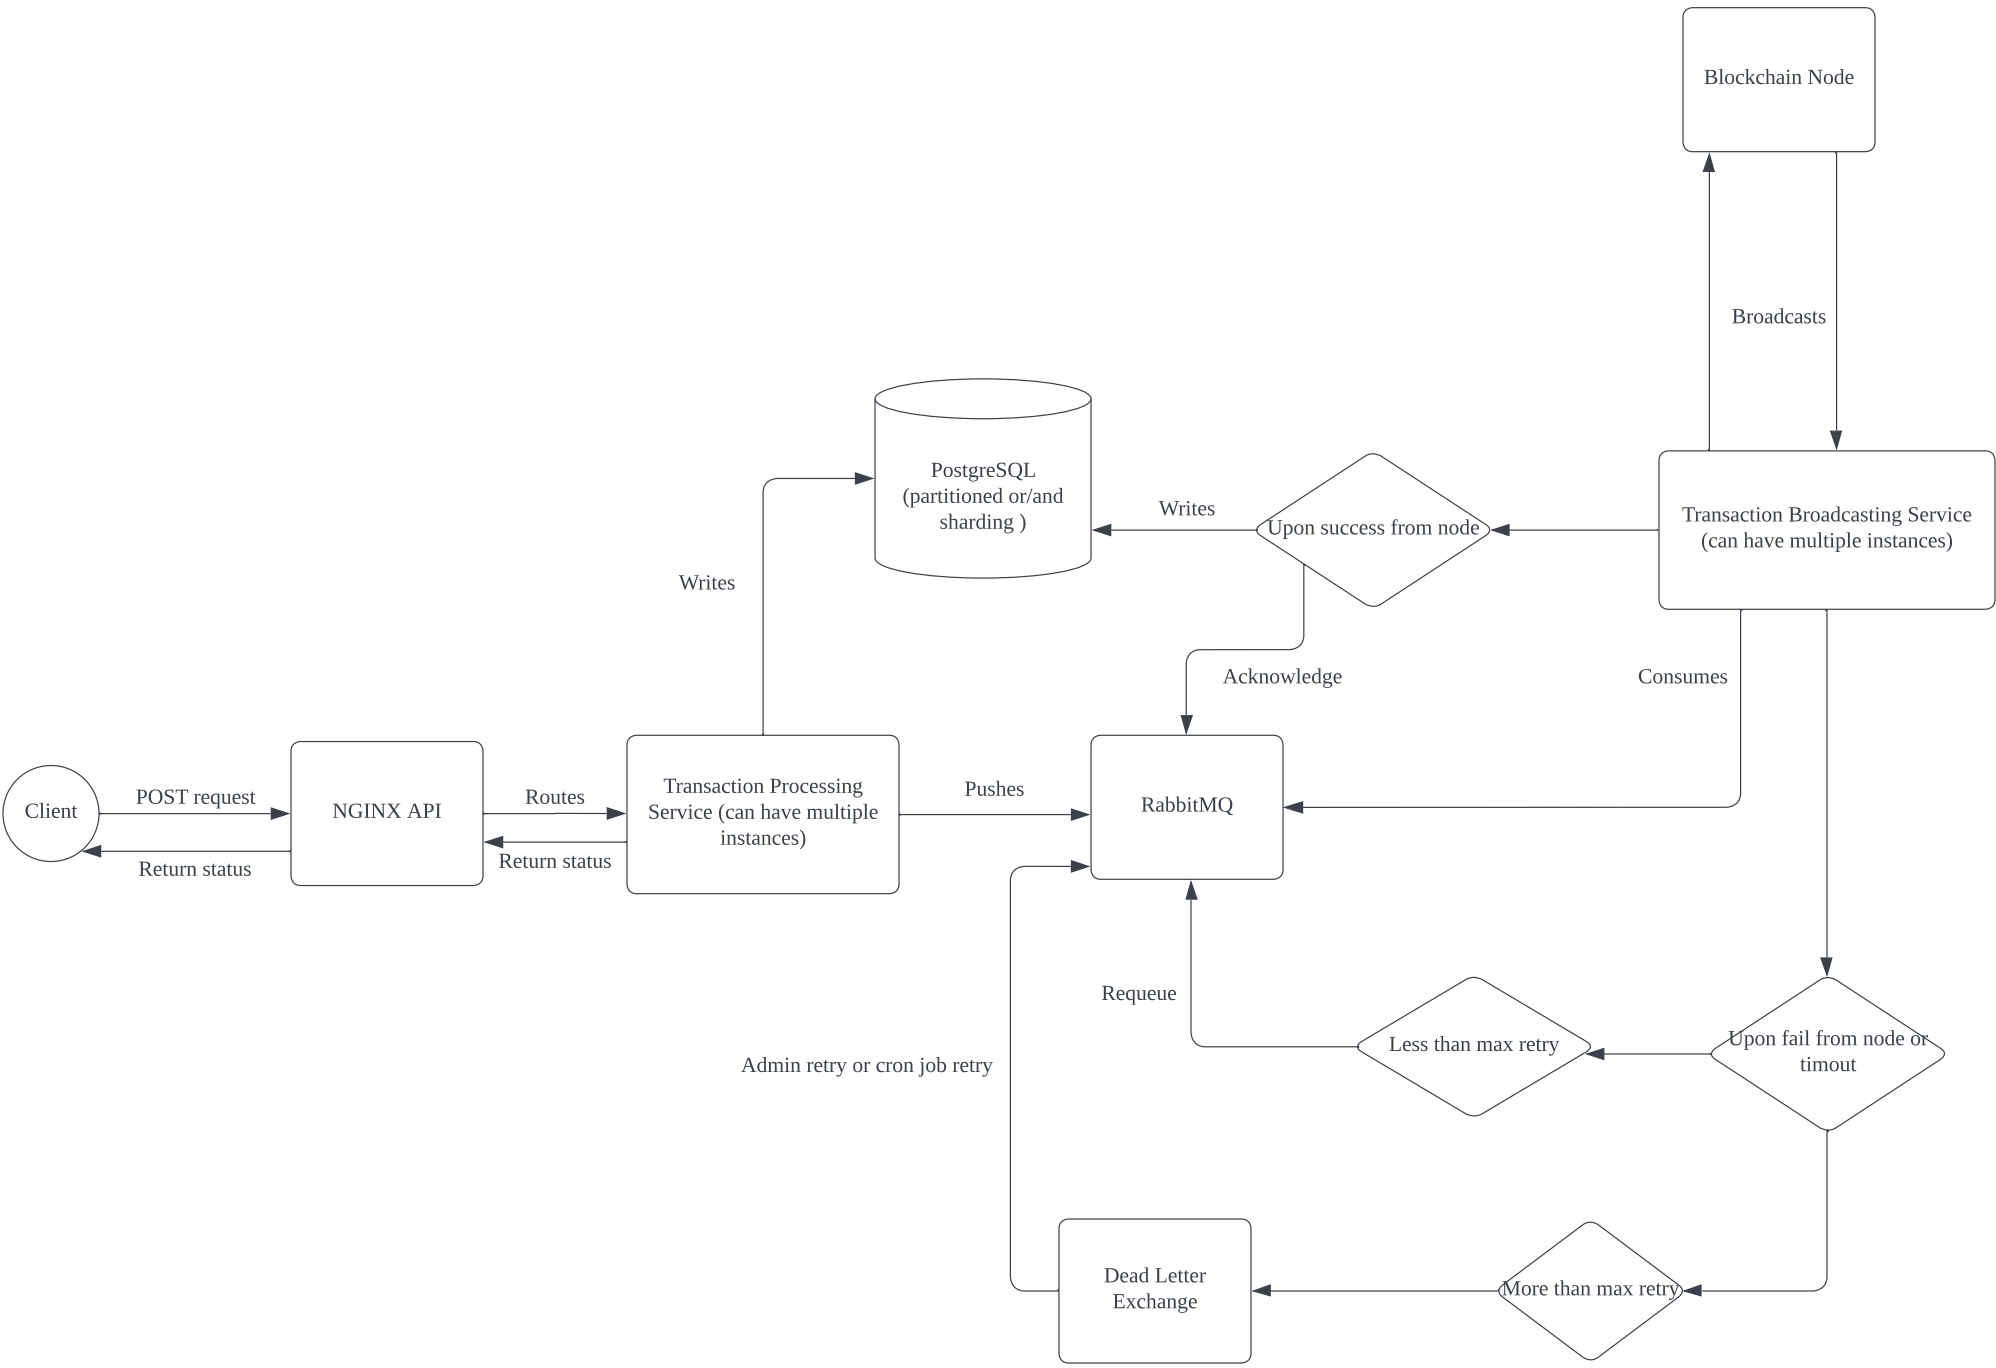 Blockchain Node
Broadcasts
PostgreSQL
(partitioned or/and
sharding )
Writes
Upon success from node
Transaction Broadcasting Service
(can have multiple instances)
Writes
Acknowledge
Consumes
Client
POST request
Return status
NGINX API
Routes
Return status
Transaction Processing
Service (can have multiple
instances)
Pushes
RabbitMQ
Requeue
Less than max retry
Upon fail from node or
timout
Admin retry or cron job retry
Dead Letter
Exchange
More than max retry